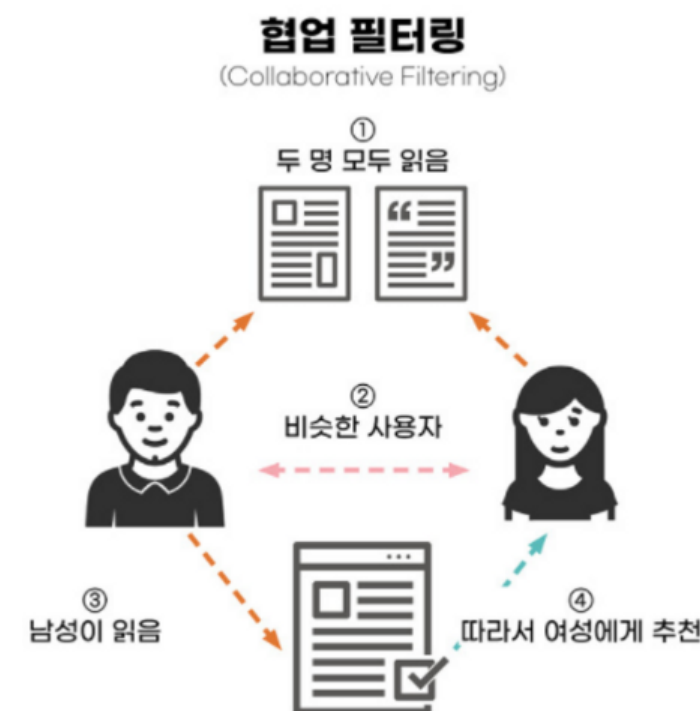 협업 필터링
(Collaborative Filtering)
①
두 명 모두 읽음
②
비슷한 사용자
③
남성이 읽음
④
따라서 여성에게 추천